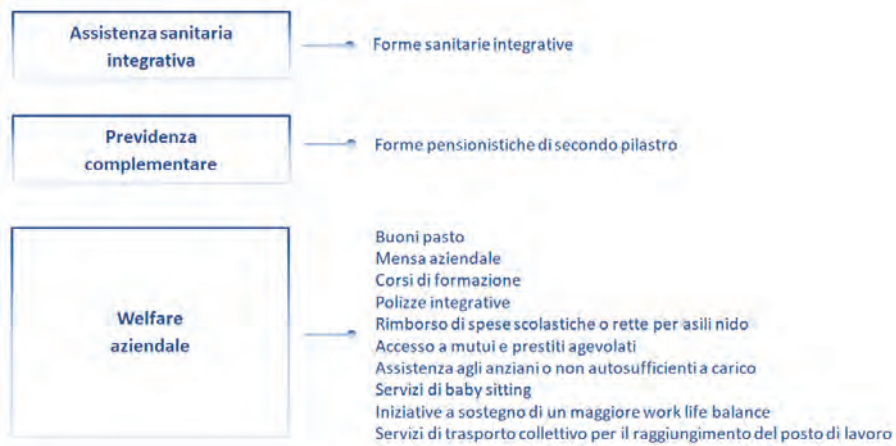 Assistenza sanitaria
integrativa
Forme sanitarie integrative
Previdenza
complementare
Forme pensionistiche di secondo pilastro
Welfare
aziendale
Buoni pasto
Mensa aziendale
Corsi di formazione
Polizze integrative
Rimborso di spese scolastiche o rette per asili nido
Accesso a mutui e prestiti agevolati
Assistenza agli anziani o non autosufficienti a carico
Servizi di baby sitting
Iniziative a sostegno di un maggiore work life balance
Servizi di trasporto collettivo per il raggiungimento del posto di lavoro